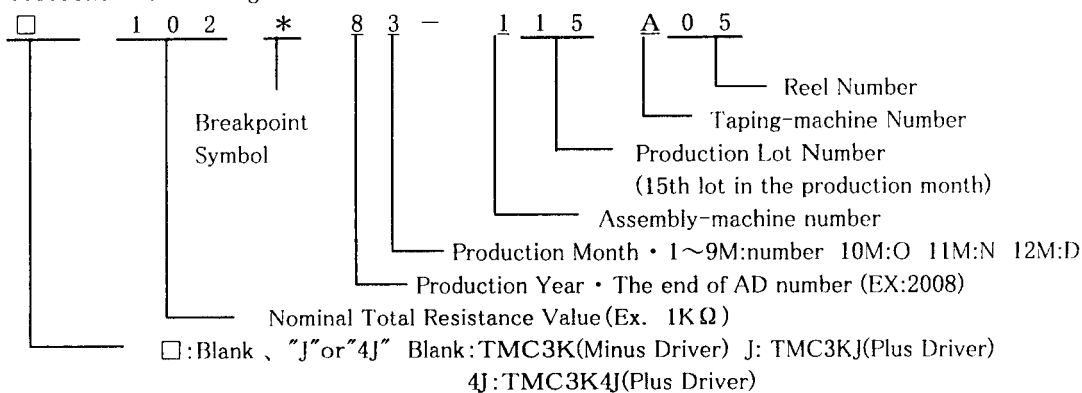 □ 102 * 83- 115 A05
Reel Number
Breakpoint
Symbol
Taping-machine Number
Production Lot Number
(15th lot in the production month)
Assembly-machine number
Production Month・1〜9M:number 10M:O 11M:N 12M:D
Production Year・The end of AD number (EX:2008)
Nominal Total Resistance Value(Ex. 1KΩ)
□:Blank 、"J"or"4J" Blank:TMC3K(Minus Driver) J: TMC3KJ(Plus Driver)
4J:TMC3K4J(Plus Driver)